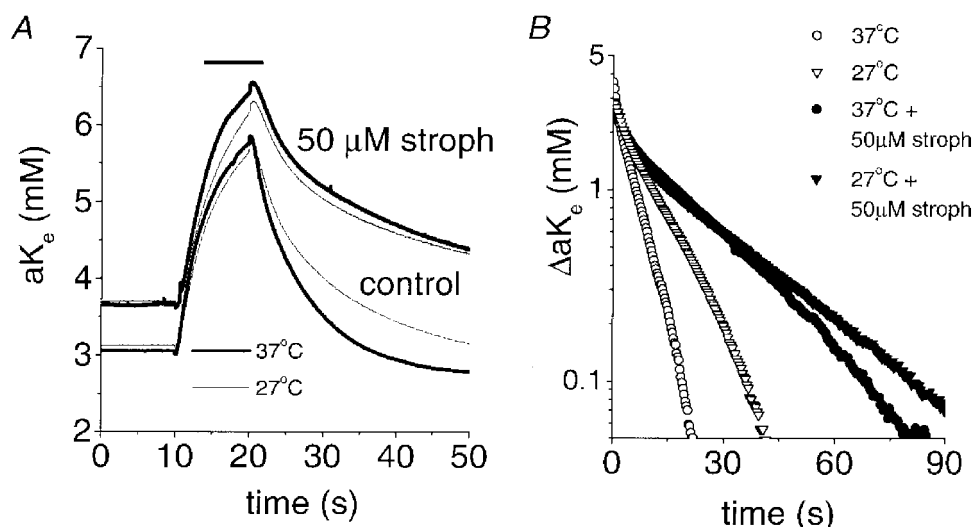 A
7
6
5
4
3
2
aK_e (mM)
50 μM stroph
control
37°C
27°C
0
10
20
30
40
50
time (s)
B
5
1
0.1
ΔaK_e (mM)
37°C
27°C
37°C +
50μM stroph
27°C +
50μM stroph
0
30
60
90
time (s)